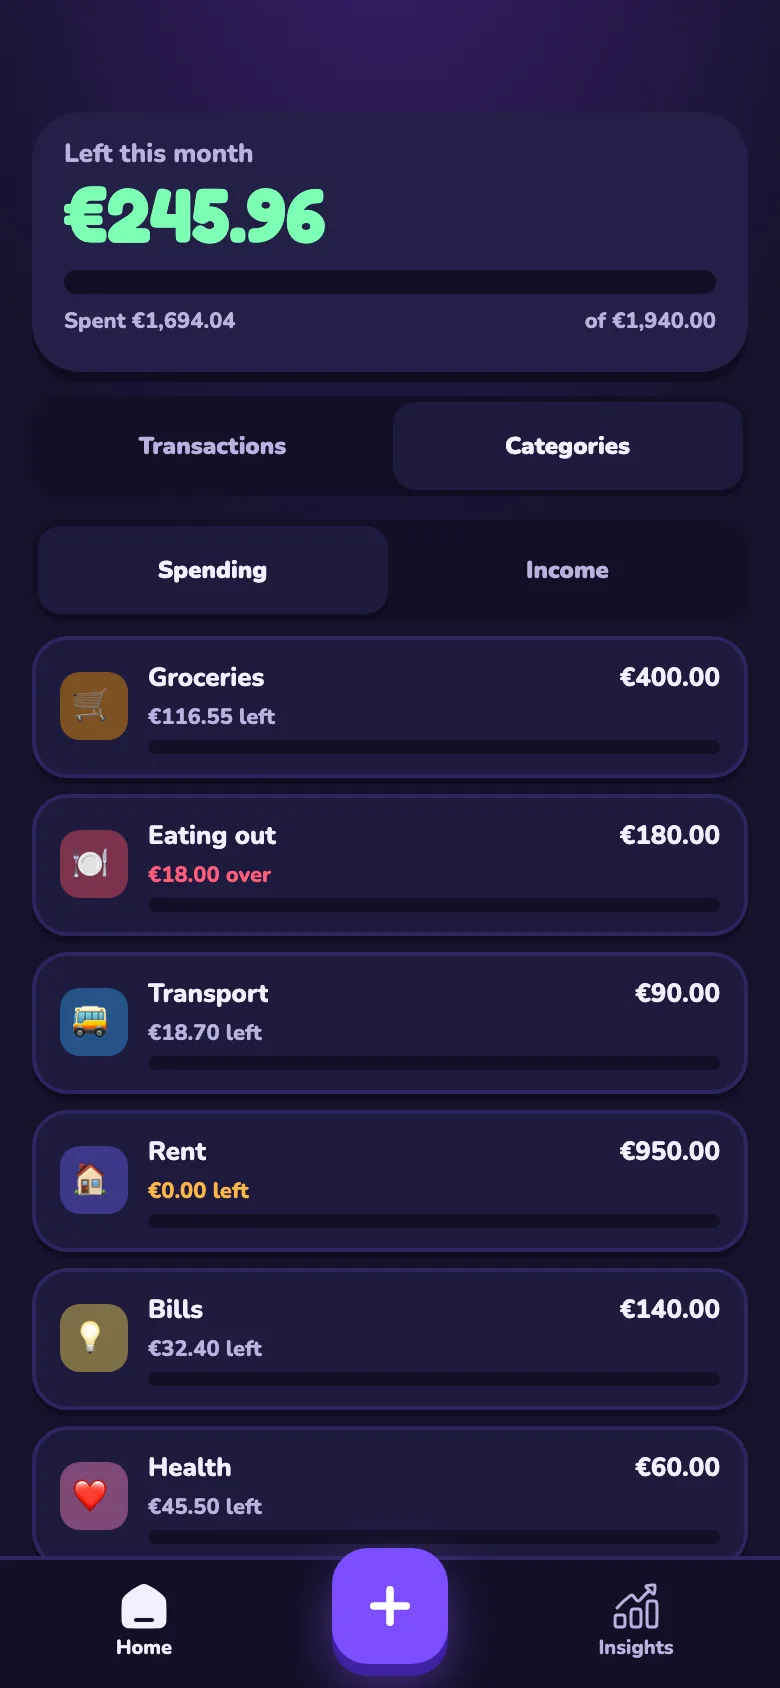 Left this month
€245.96
Spent €1,694.04
of €1,940.00
Transactions
Categories
Spending
Income
Groceries
€400.00
€116.55 left
Eating out
€180.00
€18.00 over
Transport
€90.00
€18.70 left
Rent
€950.00
€0.00 left
Bills
€140.00
€32.40 left
Health
€60.00
€45.50 left
Home
Insights